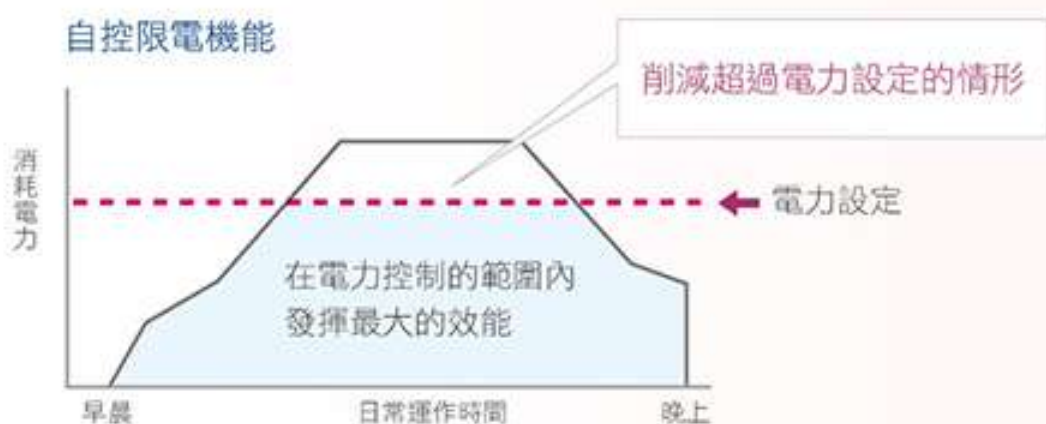 自控限電機能
削減超過電力設定的情形
消耗電力
電力設定
在電力控制的範圍內
發揮最大的效能
早晨
日常運作時間
晚上